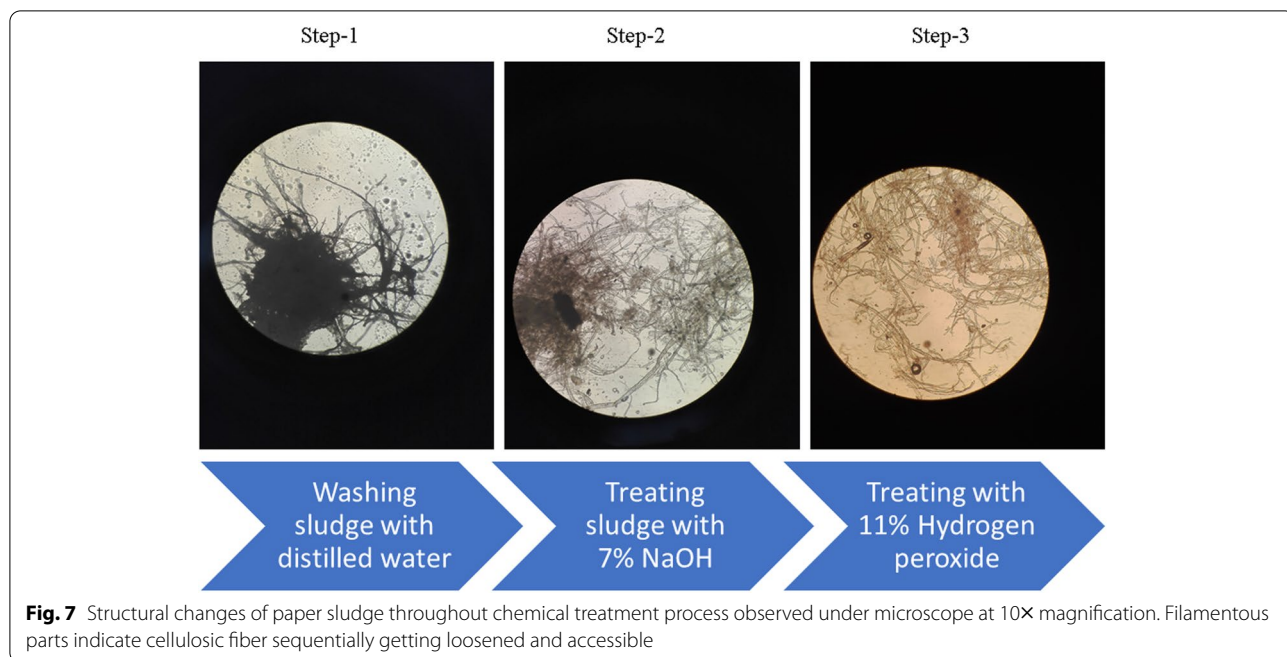 Step-1 Step-2 Step-3
Washing sludge with distilled water
Treating sludge with 7% NaOH
Treating with 11% Hydrogen peroxide
Fig. 7 Structural changes of paper sludge throughout chemical treatment process observed under microscope at 10× magnification. Filamentous
parts indicate cellulosic fiber sequentially getting loosened and accessible